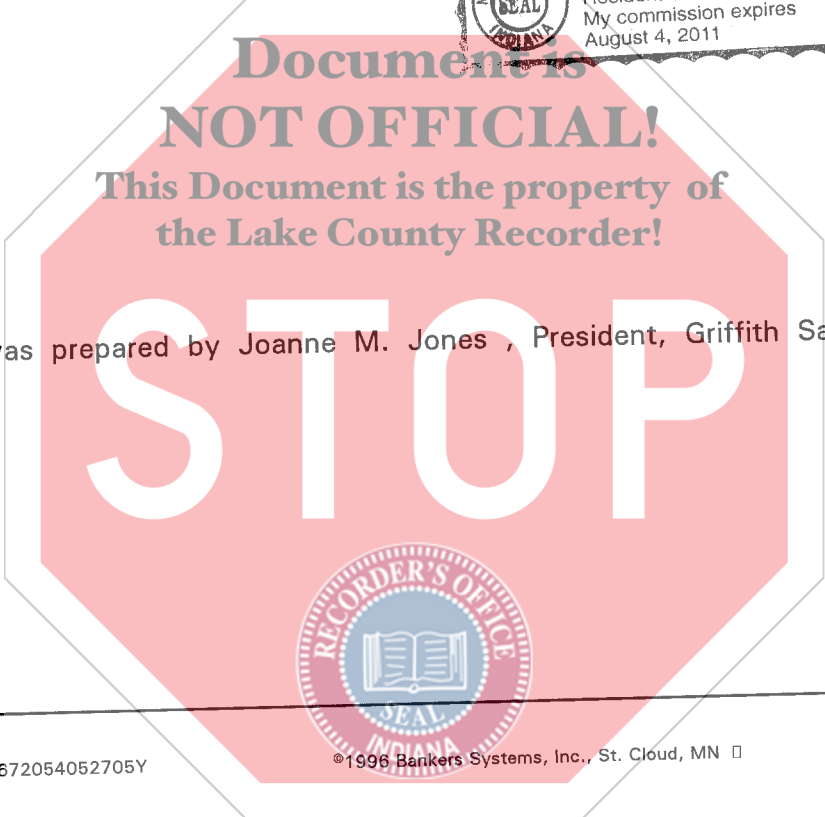 SEAL
INDIANA
My commission expires
August 4, 2011
Document is
NOT OFFICIAL!
This Document is the property of
the Lake County Recorder!
STOP
as prepared by Joanne M. Jones , President, Griffith Sa
RECORDER'S OFFICE
SEAL
INDIANA
672054052705Y
©1996 Bankers Systems, Inc., St. Cloud, MN